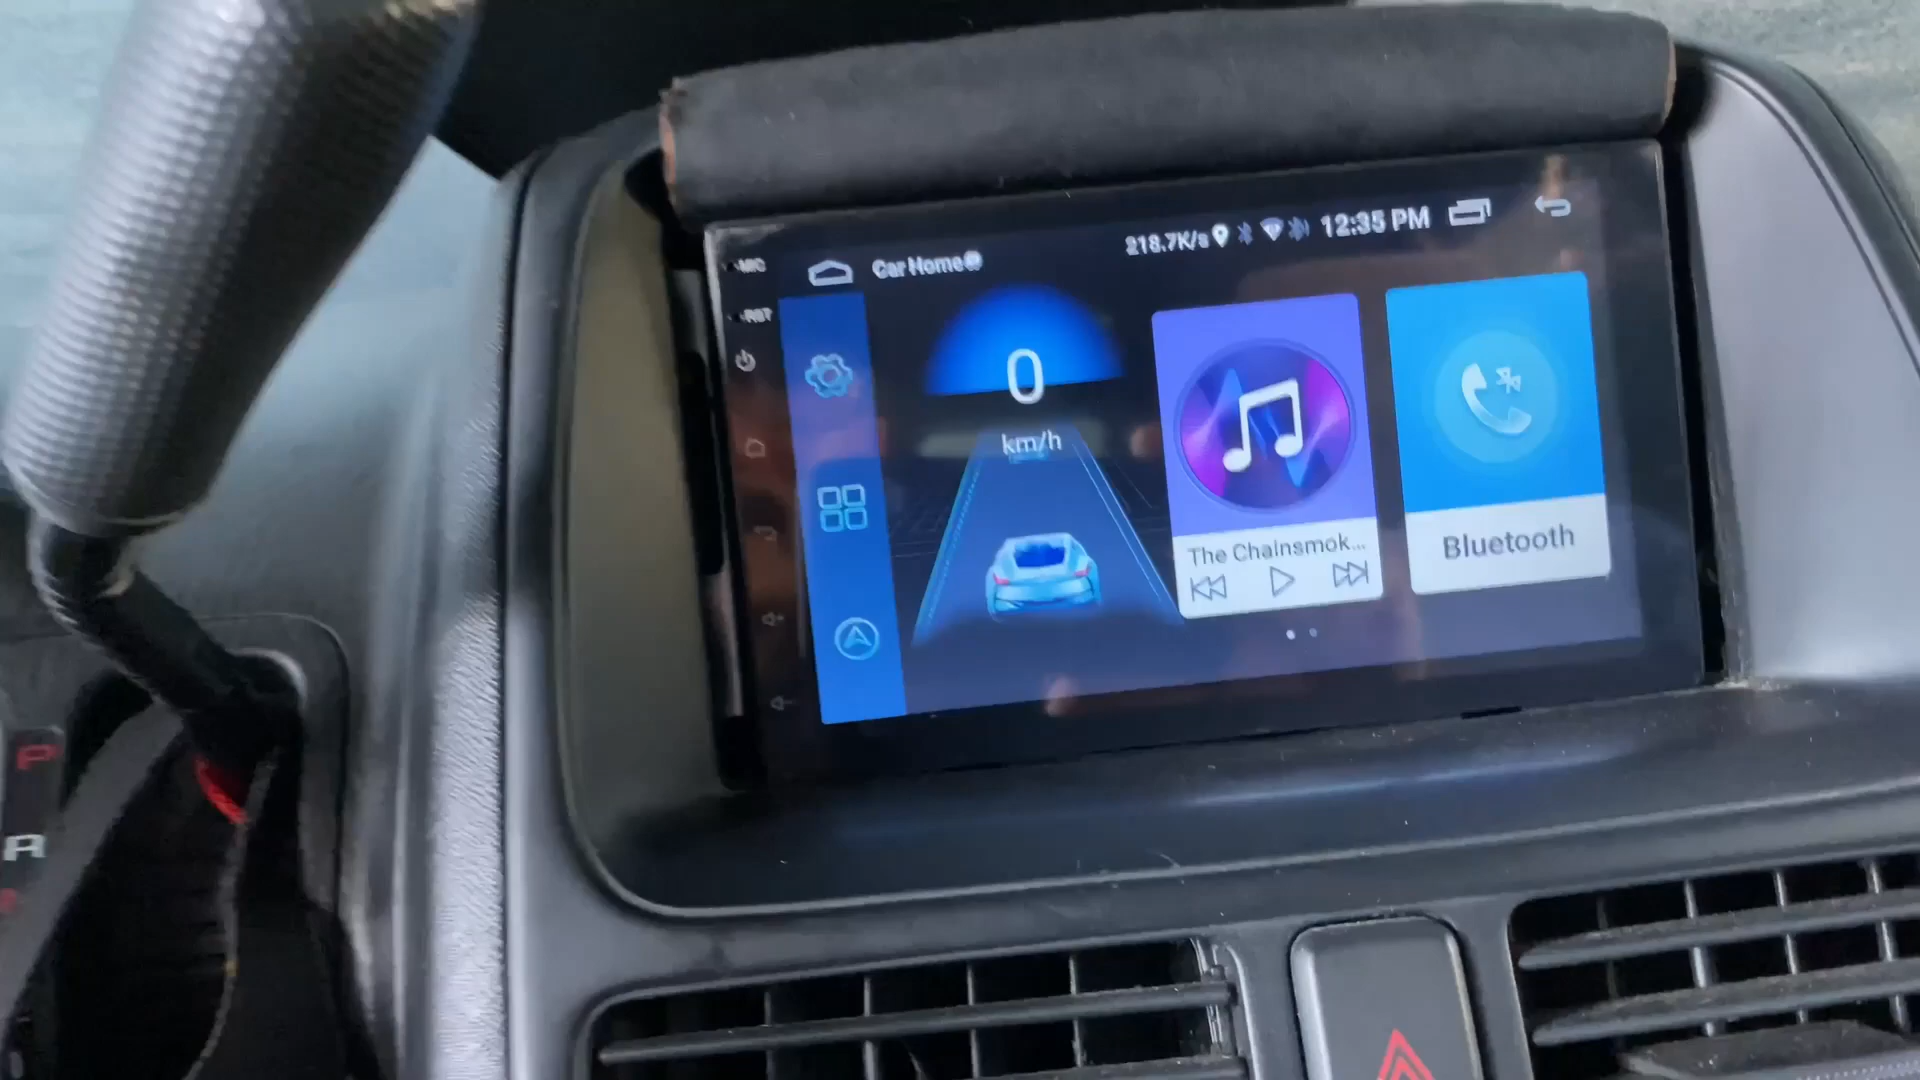 218.7K/s 12:35 PM
MIC
Car Home
RST
0
km/h
The Chainsmok...
Bluetooth
P
R